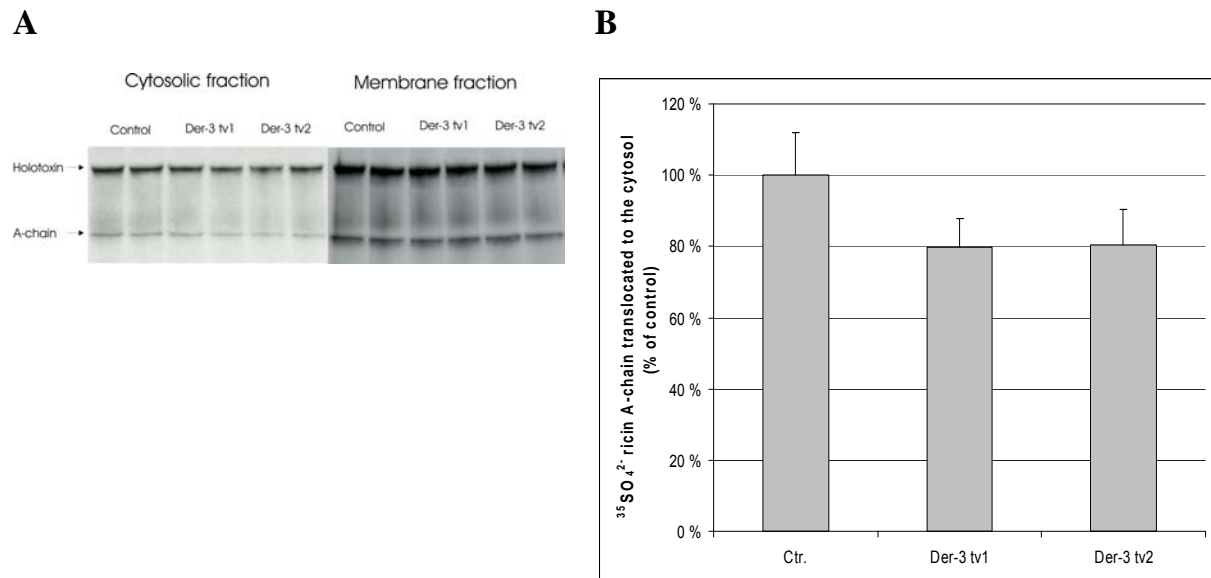 A
Cytosolic fraction
Membrane fraction
Control Der-3 tv1 Der-3 tv2
Control Der-3 tv1 Der-3 tv2
Holotoxin
A-chain
B
³⁵SO₄²⁻ ricin A-chain translocated to the cytosol
(% of control)
120 %
100 %
80 %
60 %
40 %
20 %
0 %
Ctr. Der-3 tv1 Der-3 tv2